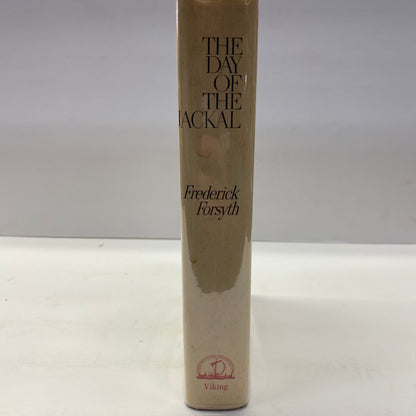 THE
DAY
OF
THE
JACKAL
Frederick
Forsyth
Viking